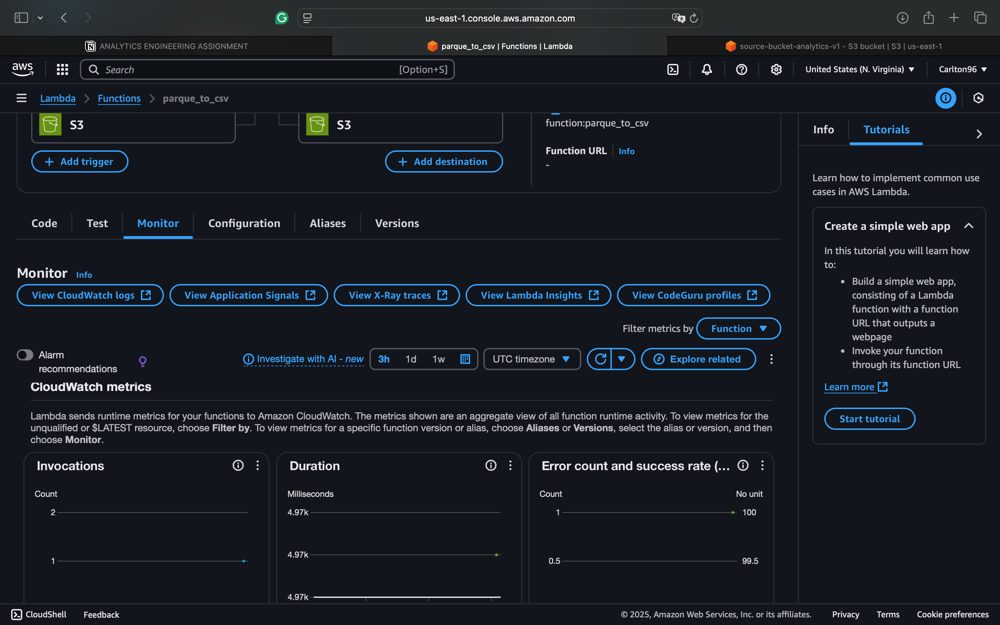 us-east-1.console.aws.amazon.com
ANALYTICS ENGINEERING ASSIGNMENT
parque_to_csv | Functions | Lambda
source-bucket-analytics-v1 - S3 bucket | S3 | us-east-1
aws
Search
[Option+S]
United States (N. Virginia)
Carlton96
Lambda
Functions
parque_to_csv
S3
S3
function:parque_to_csv
Add trigger
Add destination
Function URL
Info
-
Info
Tutorials
Learn how to implement common use
cases in AWS Lambda.
Create a simple web app
In this tutorial you will learn how
to:
• Build a simple web app,
consisting of a Lambda
function with a function
URL that outputs a
webpage
• Invoke your function
through its function URL
Learn more
Start tutorial
Code
Test
Monitor
Configuration
Aliases
Versions
Monitor
Info
View CloudWatch logs
View Application Signals
View X-Ray traces
View Lambda Insights
View CodeGuru profiles
Filter metrics by
Function
Alarm
recommendations
Investigate with AI - new
3h
1d
1w
UTC timezone
Explore related
CloudWatch metrics
Lambda sends runtime metrics for your functions to Amazon CloudWatch. The metrics shown are an aggregate view of all function runtime activity. To view metrics for the
unqualified or $LATEST resource, choose Filter by. To view metrics for a specific function version or alias, choose Aliases or Versions, select the alias or version, and then
choose Monitor.
Invocations
Count
2
1
Duration
Milliseconds
4.97k
4.97k
4.97k
Error count and success rate (...
Count
No unit
1
100
0.5
99.5
CloudShell
Feedback
© 2025, Amazon Web Services, Inc. or its affiliates.
Privacy
Terms
Cookie preferences